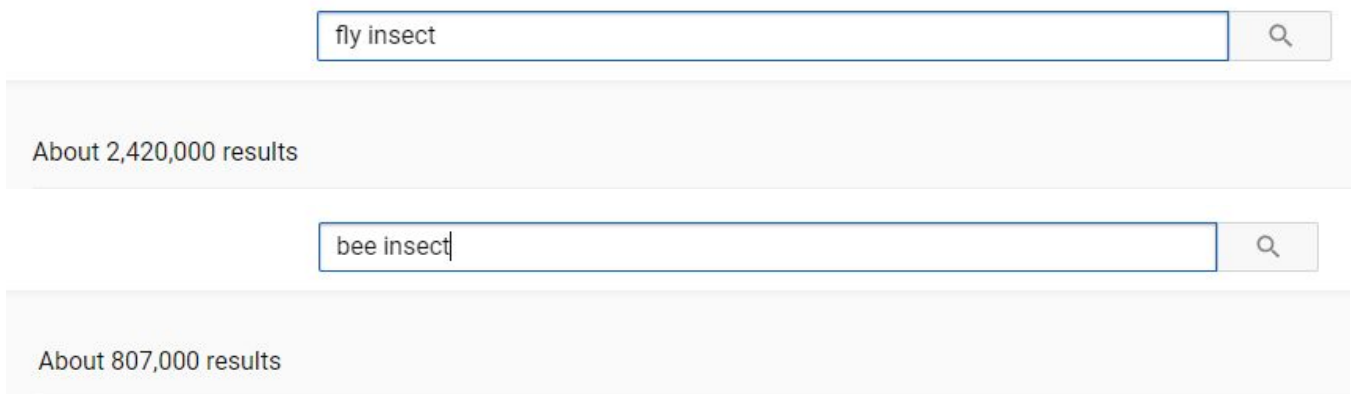 fly insect
About 2,420,000 results
bee insect
About 807,000 results